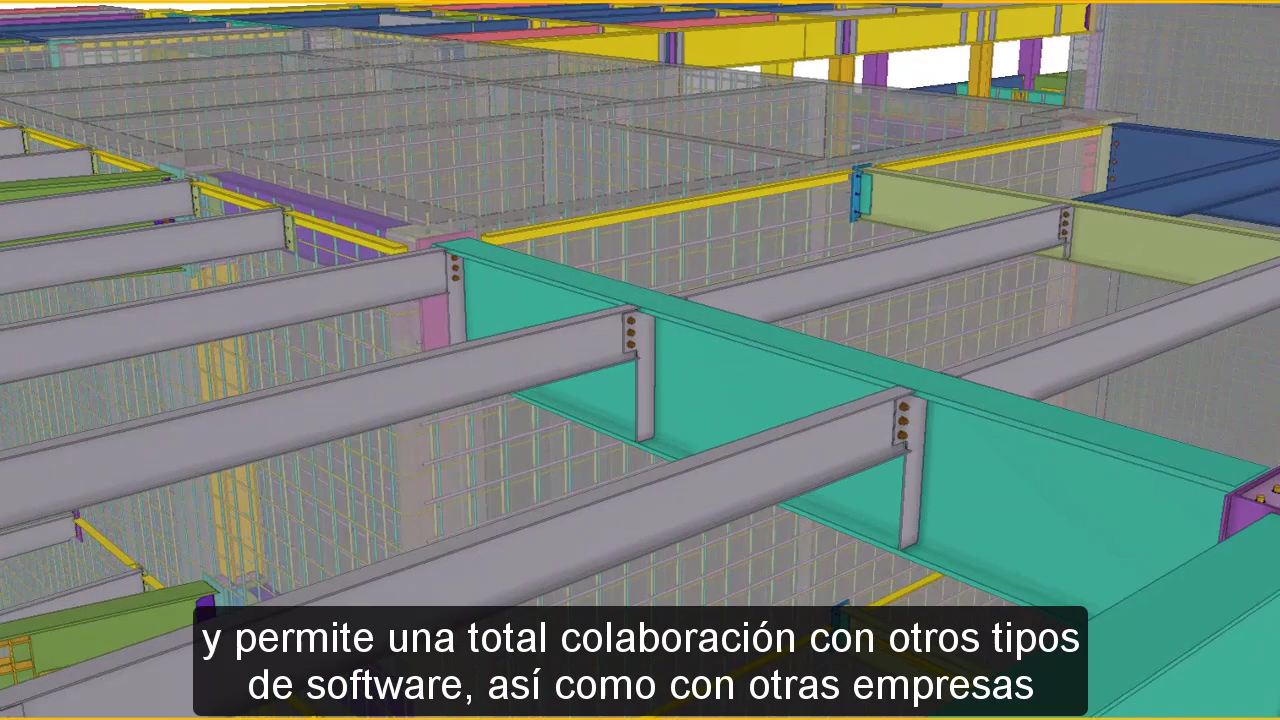 y permite una total colaboración con otros tipos
de software, así como con otras empresas